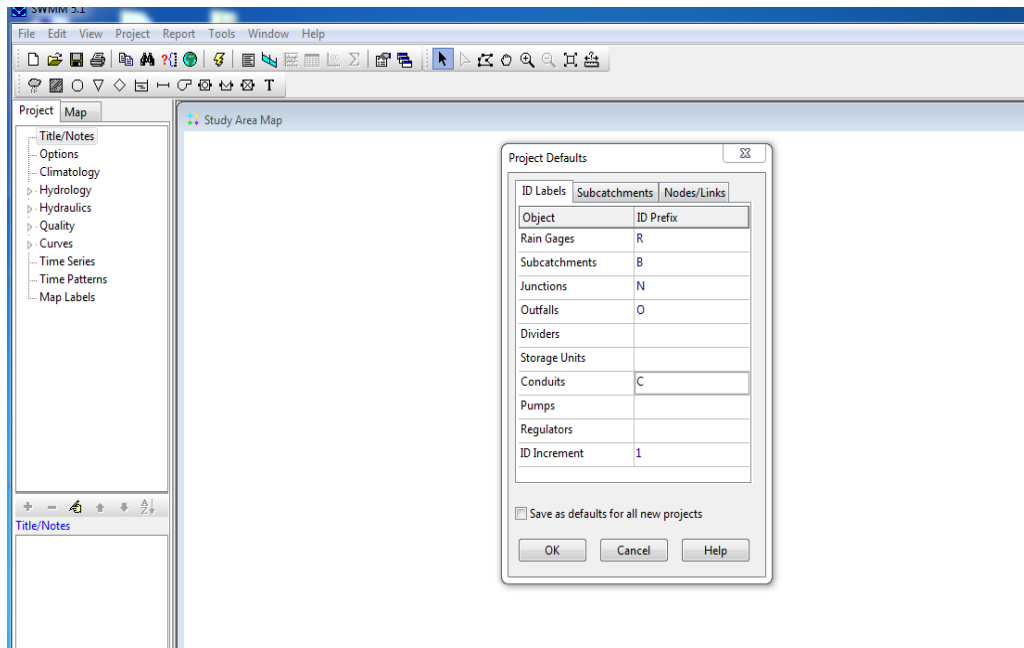 SWMM 5.1
File Edit View Project Report Tools Window Help
T
Project Map
Title/Notes
Options
Climatology
Hydrology
Hydraulics
Quality
Curves
Time Series
Time Patterns
Map Labels
Title/Notes
Study Area Map
Project Defaults
ID Labels Subcatchments Nodes/Links
Object ID Prefix
Rain Gages R
Subcatchments B
Junctions N
Outfalls O
Dividers
Storage Units
Conduits C
Pumps
Regulators
ID Increment 1
Save as defaults for all new projects
OK Cancel Help